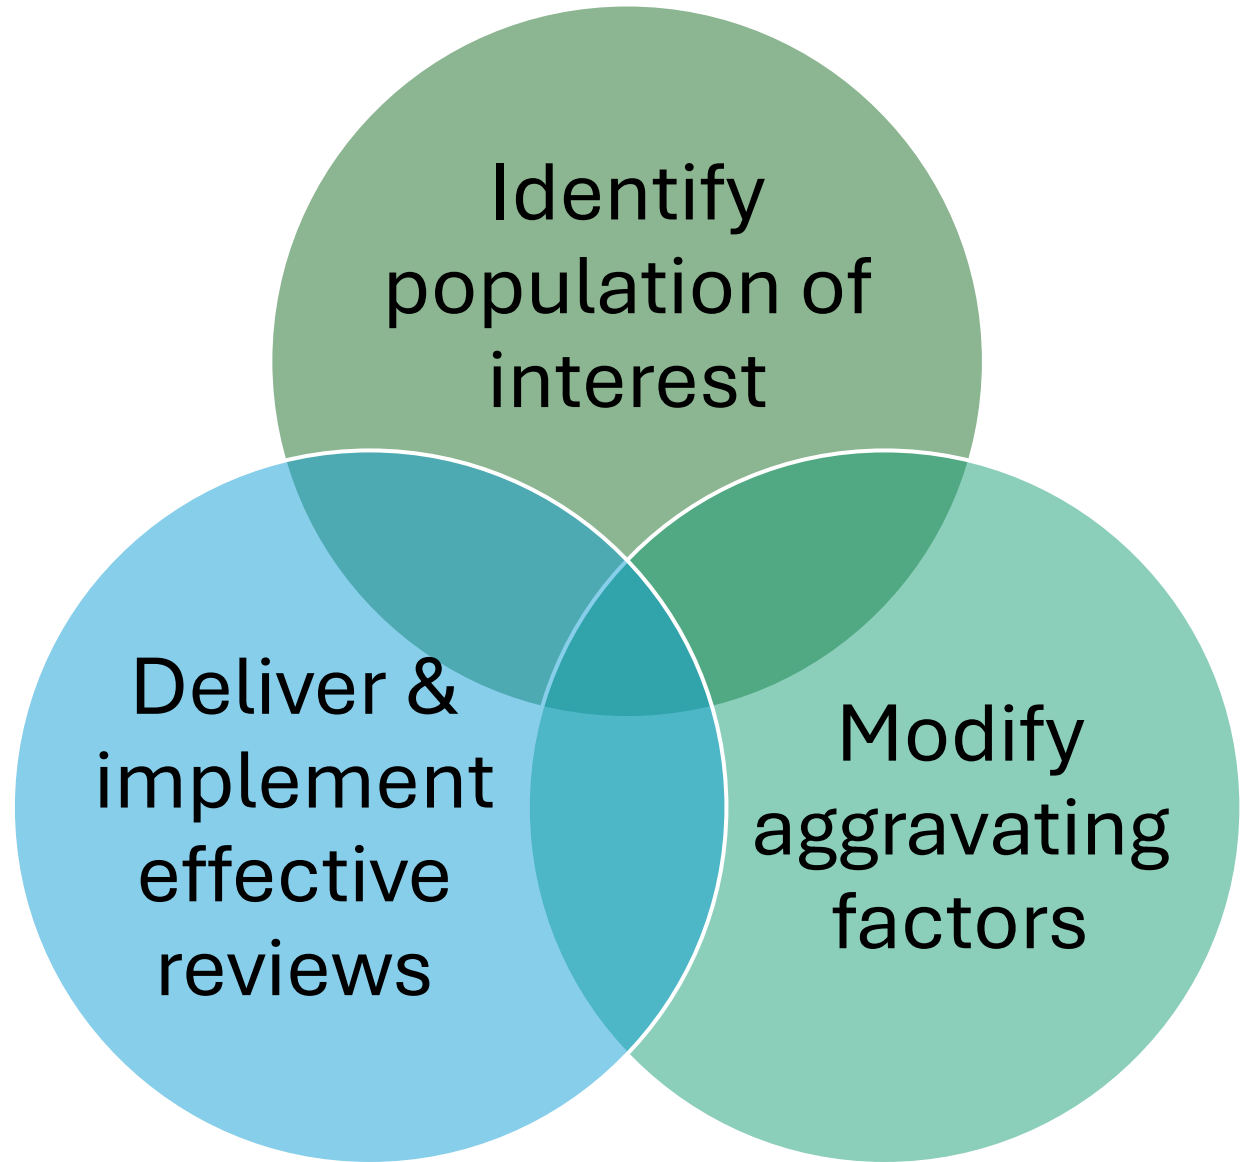 Identify
population of
interest
Deliver &
implement
effective
reviews
Modify
aggravating
factors